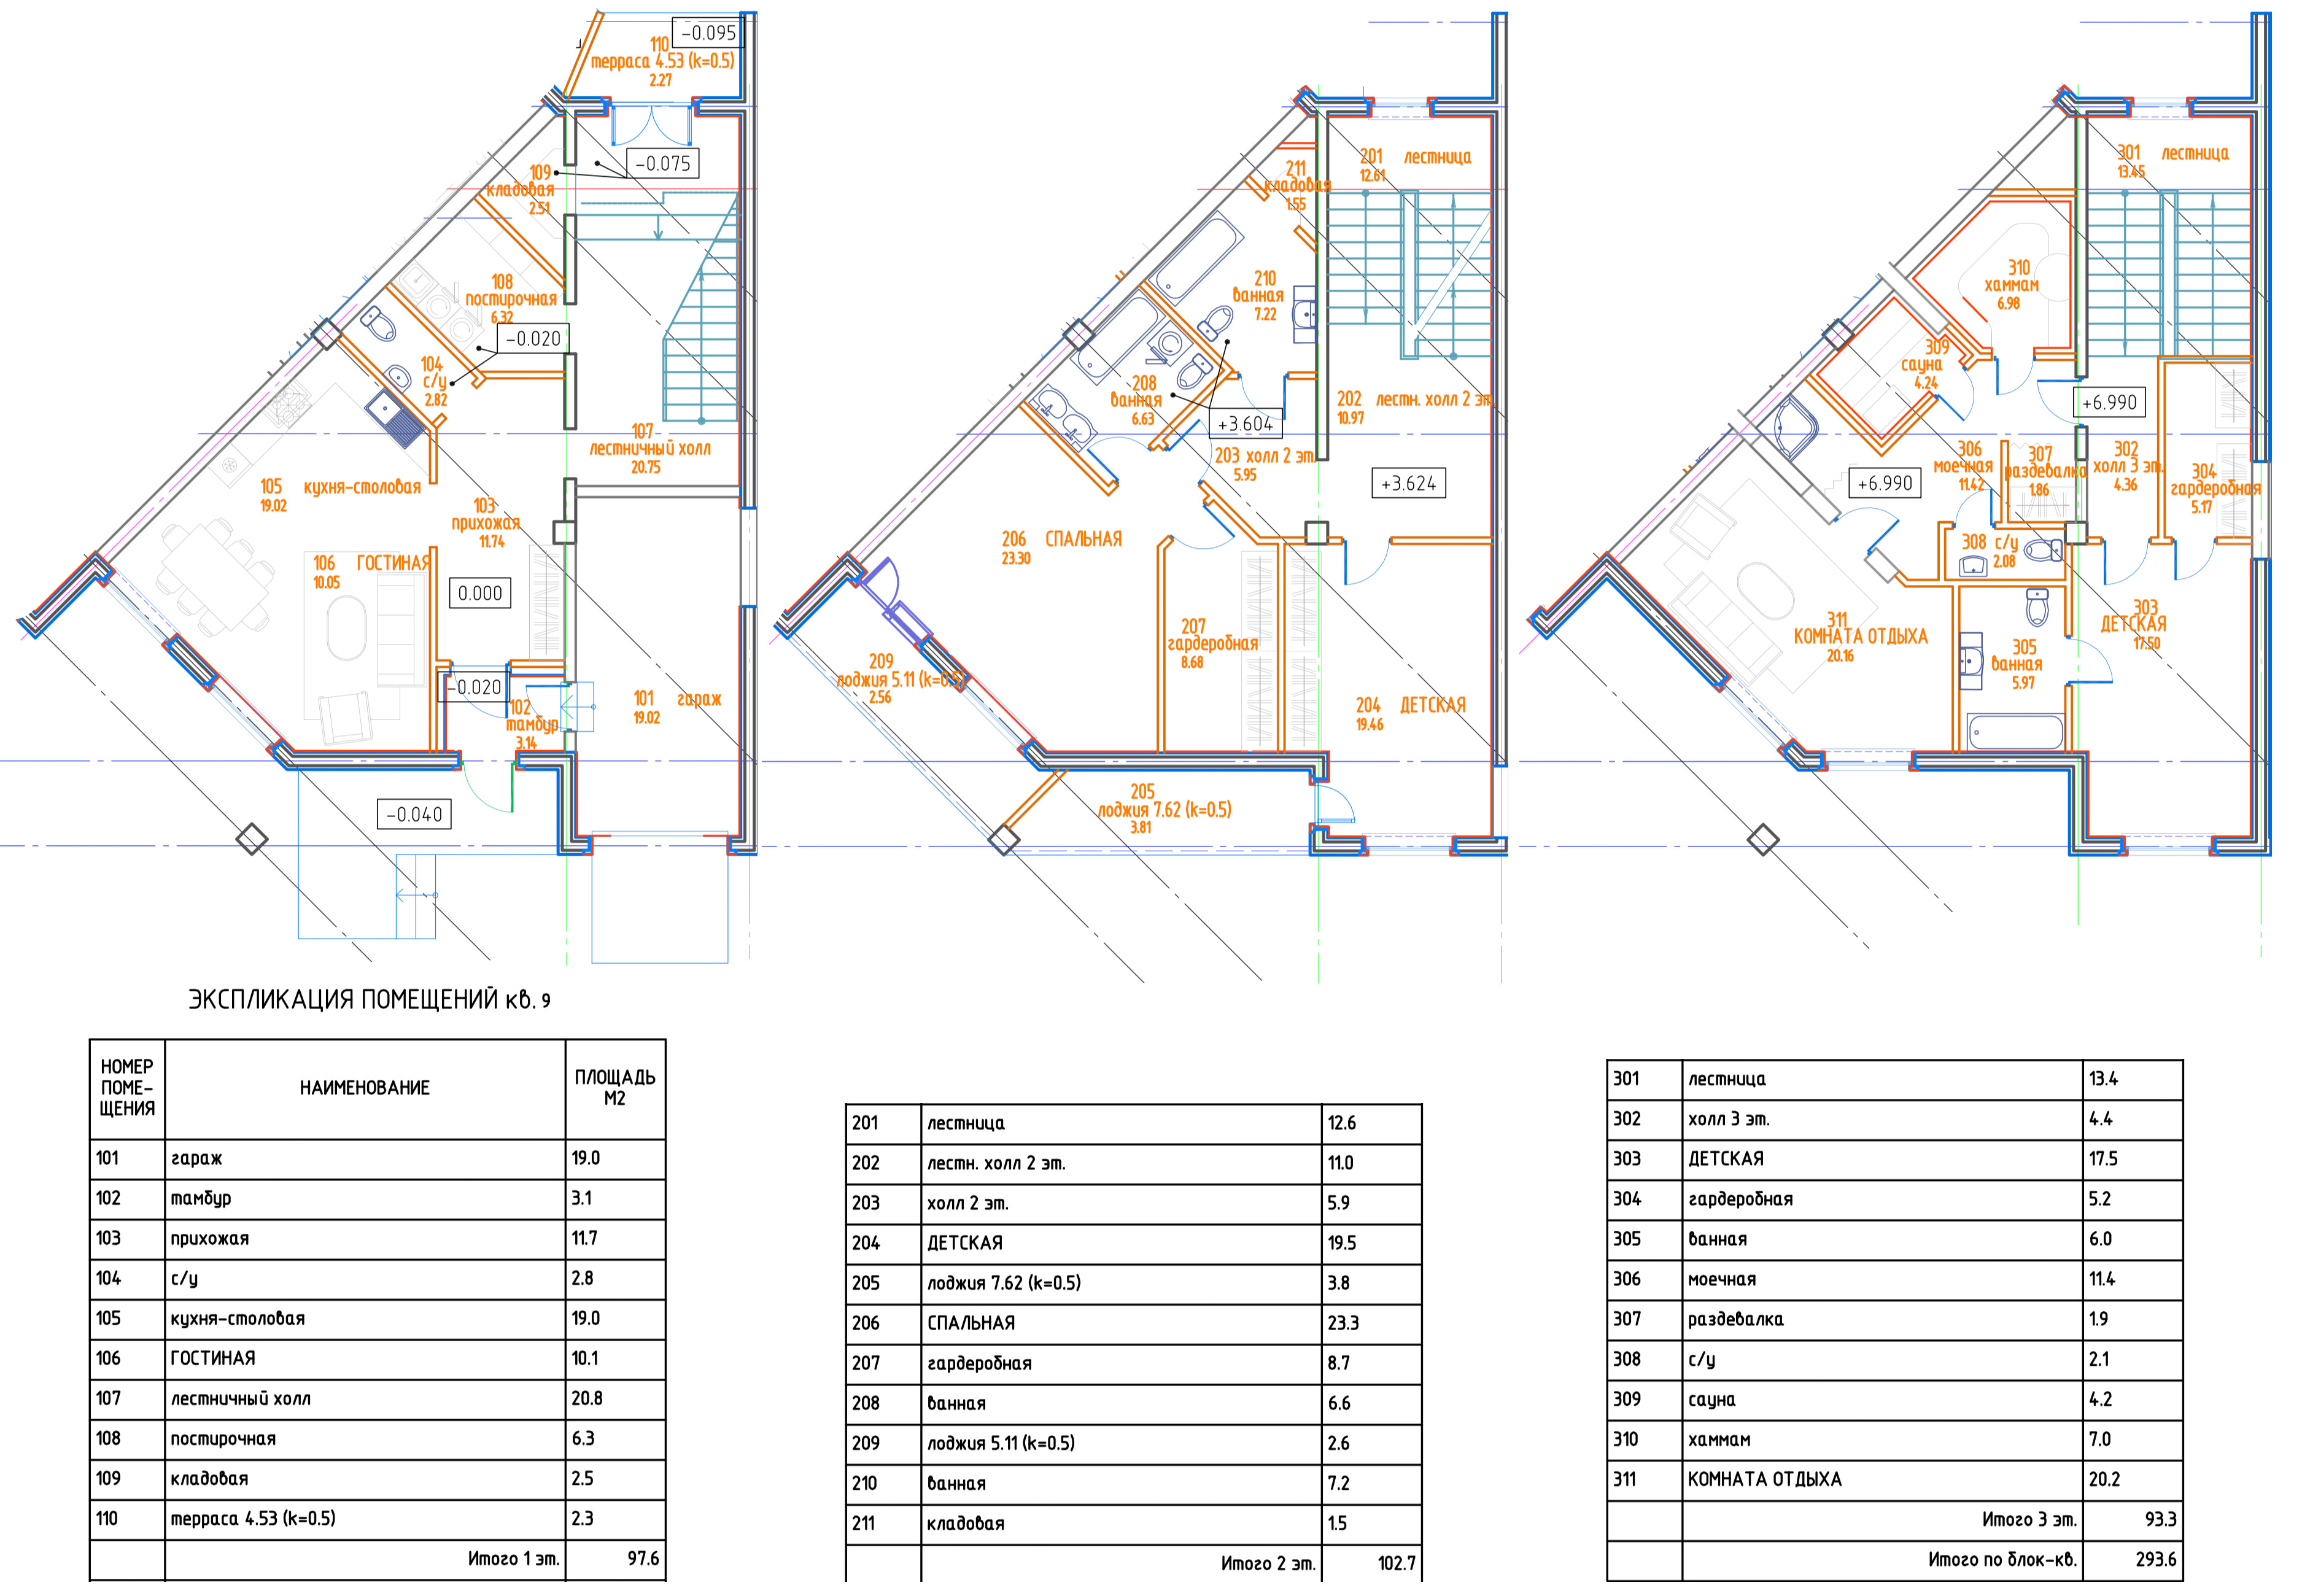 -0.095
110
терраса 4.53 (k=0.5)
2.27
-0.075
109
кладовая
2.51
108
постирочная
6.32
-0.020
104
с/у
2.82
107
лестничный холл
20.75
105 кухня-столовая
19.02
103
прихожая
11.74
106 ГОСТИНАЯ
10.05
0.000
-0.020
102
тамбур
3.14
101 гараж
19.02
-0.040
201 лестница
12.61
211
кладовая
1.55
210
ванная
7.22
208
ванная
6.63
202 лестн. холл 2 эт.
10.97
+3.604
203 холл 2 эт.
5.95
+3.624
206 СПАЛЬНАЯ
23.30
207
гардеробная
8.68
209
лоджия 5.11 (k=0.5)
2.56
204 ДЕТСКАЯ
19.46
205
лоджия 7.62 (k=0.5)
3.81
301 лестница
13.45
310
хаммам
6.98
309
сауна
4.24
+6.990
306
моечная
11.42
307
раздевалка
1.86
302
холл 3 эт.
4.36
304
гардеробная
5.17
+6.990
308 с/у
2.08
311
КОМНАТА ОТДЫХА
20.16
305
ванная
5.97
303
ДЕТСКАЯ
17.50
ЭКСПЛИКАЦИЯ ПОМЕЩЕНИЙ кв. 9
НОМЕР
ПОМЕ-
ЩЕНИЯ
НАИМЕНОВАНИЕ
ПЛОЩАДЬ
М2
101 гараж 19.0
102 тамбур 3.1
103 прихожая 11.7
104 с/у 2.8
105 кухня-столовая 19.0
106 ГОСТИНАЯ 10.1
107 лестничный холл 20.8
108 постирочная 6.3
109 кладовая 2.5
110 терраса 4.53 (k=0.5) 2.3
Итого 1 эт. 97.6
201 лестница 12.6
202 лестн. холл 2 эт. 11.0
203 холл 2 эт. 5.9
204 ДЕТСКАЯ 19.5
205 лоджия 7.62 (k=0.5) 3.8
206 СПАЛЬНАЯ 23.3
207 гардеробная 8.7
208 ванная 6.6
209 лоджия 5.11 (k=0.5) 2.6
210 ванная 7.2
211 кладовая 1.5
Итого 2 эт. 102.7
301 лестница 13.4
302 холл 3 эт. 4.4
303 ДЕТСКАЯ 17.5
304 гардеробная 5.2
305 ванная 6.0
306 моечная 11.4
307 раздевалка 1.9
308 с/у 2.1
309 сауна 4.2
310 хаммам 7.0
311 КОМНАТА ОТДЫХА 20.2
Итого 3 эт. 93.3
Итого по блок-кв. 293.6